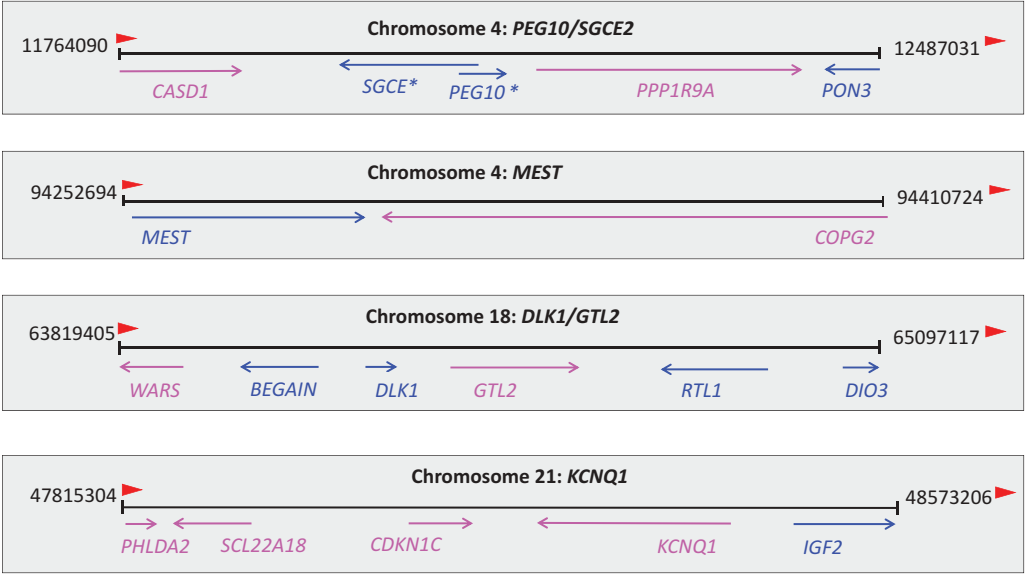 Chromosome 4: PEG10/SGCE2
11764090 12487031
CASD1 SGCE* PEG10 * PPP1R9A PON3
Chromosome 4: MEST
94252694 94410724
MEST COPG2
Chromosome 18: DLK1/GTL2
63819405 65097117
WARS BEGAIN DLK1 GTL2 RTL1 DIO3
Chromosome 21: KCNQ1
47815304 48573206
PHLDA2 SCL22A18 CDKN1C KCNQ1 IGF2